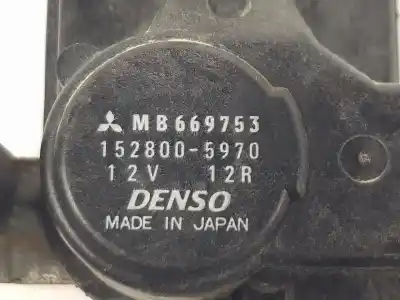 MB669753
152800-5970
12V 12R
DENSO
MADE IN JAPAN